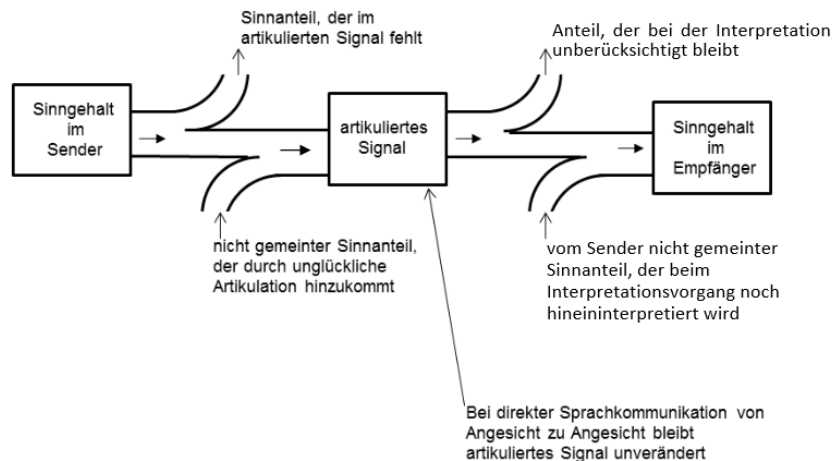 Sinnanteil, der im
artikulierten Signal fehlt
Anteil, der bei der Interpretation
unberücksichtigt bleibt
Sinngehalt
im
Sender
artikuliertes
Signal
Sinngehalt
im
Empfänger
nicht gemeinter Sinnanteil,
der durch unglückliche
Artikulation hinzukommt
vom Sender nicht gemeinter
Sinnanteil, der beim
Interpretationsvorgang noch
hineininterpretiert wird
Bei direkter Sprachkommunikation von
Angesicht zu Angesicht bleibt
artikuliertes Signal unverändert